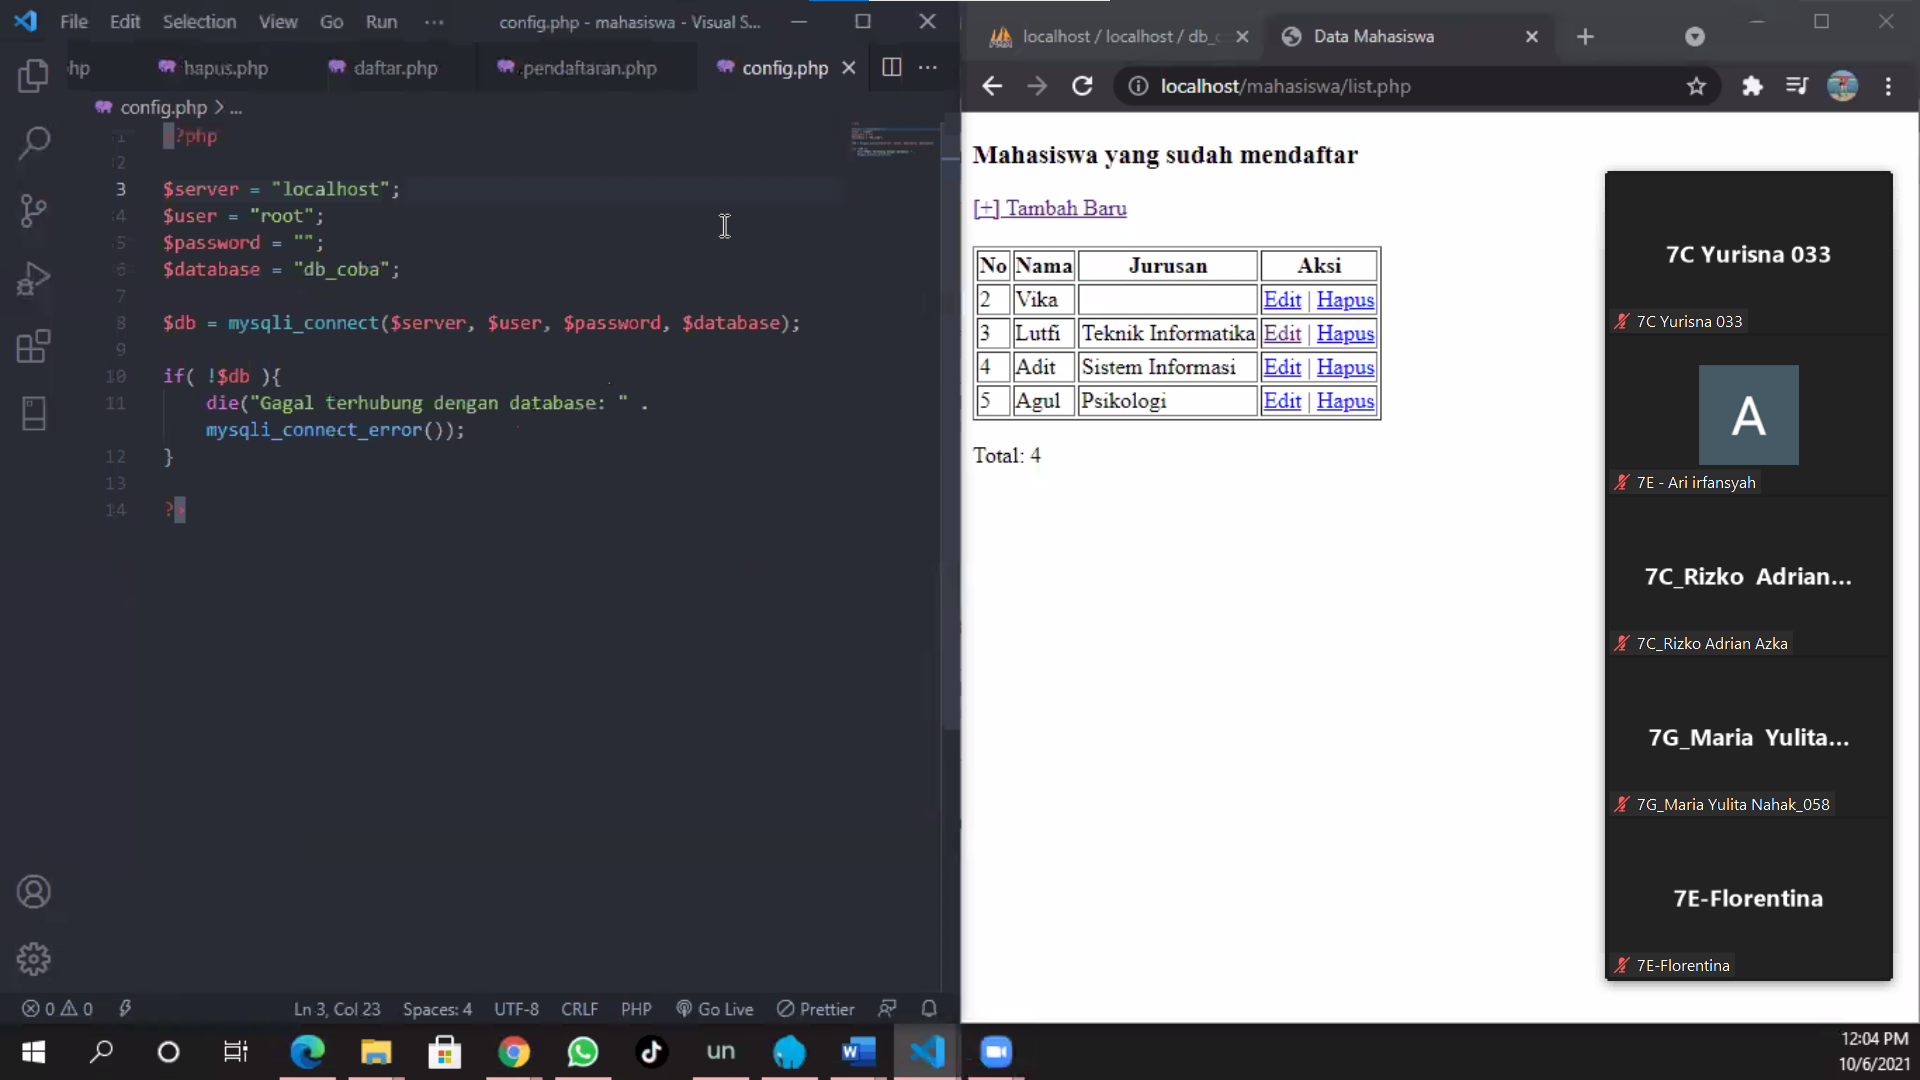 File Edit Selection View Go Run ··· config.php - mahasiswa - Visual S...
hp hapus.php daftar.php pendaftaran.php config.php
config.php > ...
1 ?php
2
3 $server = "localhost";
4 $user = "root";
5 $password = "";
6 $database = "db_coba";
7
8 $db = mysqli_connect($server, $user, $password, $database);
9
10 if( !$db ){
11 die("Gagal terhubung dengan database: " .
mysqli_connect_error());
12 }
13
14 ?>
0 0 Ln 3, Col 23 Spaces: 4 UTF-8 CRLF PHP Go Live Prettier
localhost / localhost / db_c Data Mahasiswa
localhost/mahasiswa/list.php
Mahasiswa yang sudah mendaftar
[+] Tambah Baru
No Nama Jurusan Aksi
2 Vika Edit | Hapus
3 Lutfi Teknik Informatika Edit | Hapus
4 Adit Sistem Informasi Edit | Hapus
5 Agul Psikologi Edit | Hapus
Total: 4
7C Yurisna 033
7C Yurisna 033
A
7E - Ari irfansyah
7C_Rizko Adrian...
7C_Rizko Adrian Azka
7G_Maria Yulita...
7G_Maria Yulita Nahak_058
7E-Florentina
7E-Florentina
un
12:04 PM
10/6/2021